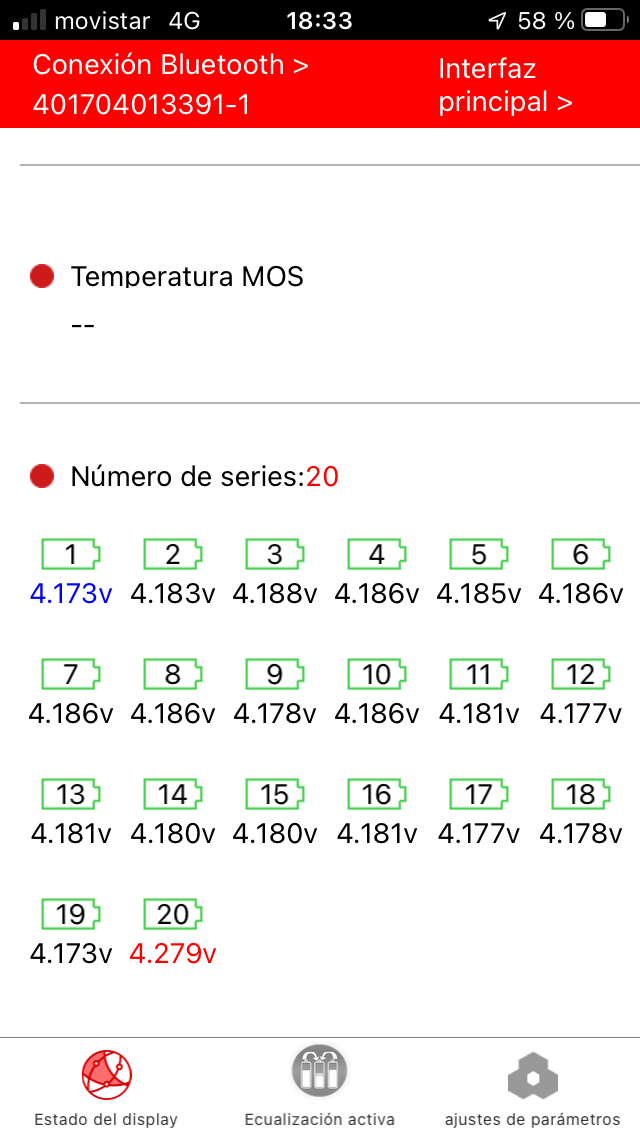 movistar 4G 18:33 58 %
Conexión Bluetooth >
401704013391-1
Interfaz
principal >
Temperatura MOS
--
Número de series:20
1 2 3 4 5 6
4.173v 4.183v 4.188v 4.186v 4.185v 4.186v
7 8 9 10 11 12
4.186v 4.186v 4.178v 4.186v 4.181v 4.177v
13 14 15 16 17 18
4.181v 4.180v 4.180v 4.181v 4.177v 4.178v
19 20
4.173v 4.279v
Estado del display Ecualización activa ajustes de parámetros